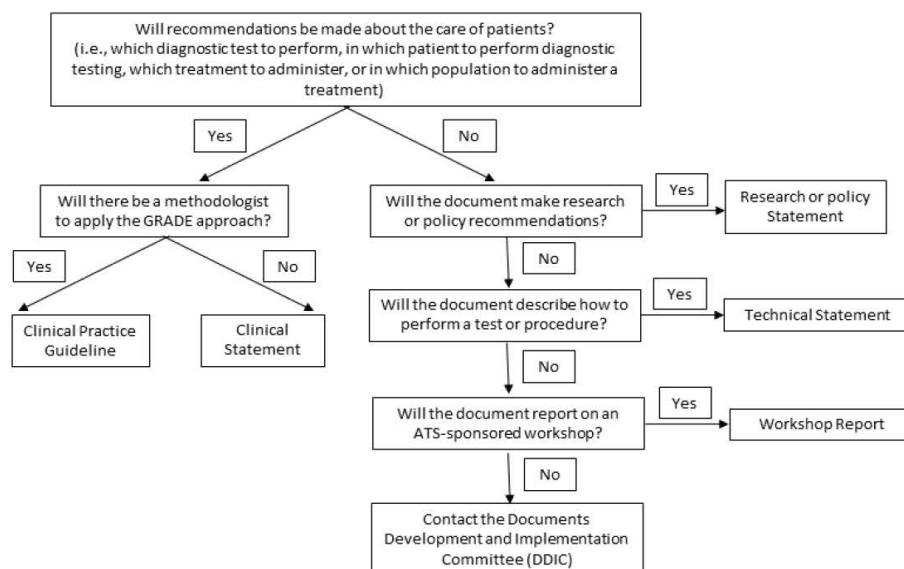 Will recommendations be made about the care of patients?
(i.e., which diagnostic test to perform, in which patient to perform diagnostic
testing, which treatment to administer, or in which population to administer a
treatment)
Yes
No
Will there be a methodologist
to apply the GRADE approach?
Will the document make research
or policy recommendations?
Yes
Research or policy
Statement
Yes
No
No
Clinical Practice
Guideline
Clinical
Statement
Will the document describe how to
perform a test or procedure?
Yes
Technical Statement
No
Will the document report on an
ATS-sponsored workshop?
Yes
Workshop Report
No
Contact the Documents
Development and Implementation
Committee (DDIC)